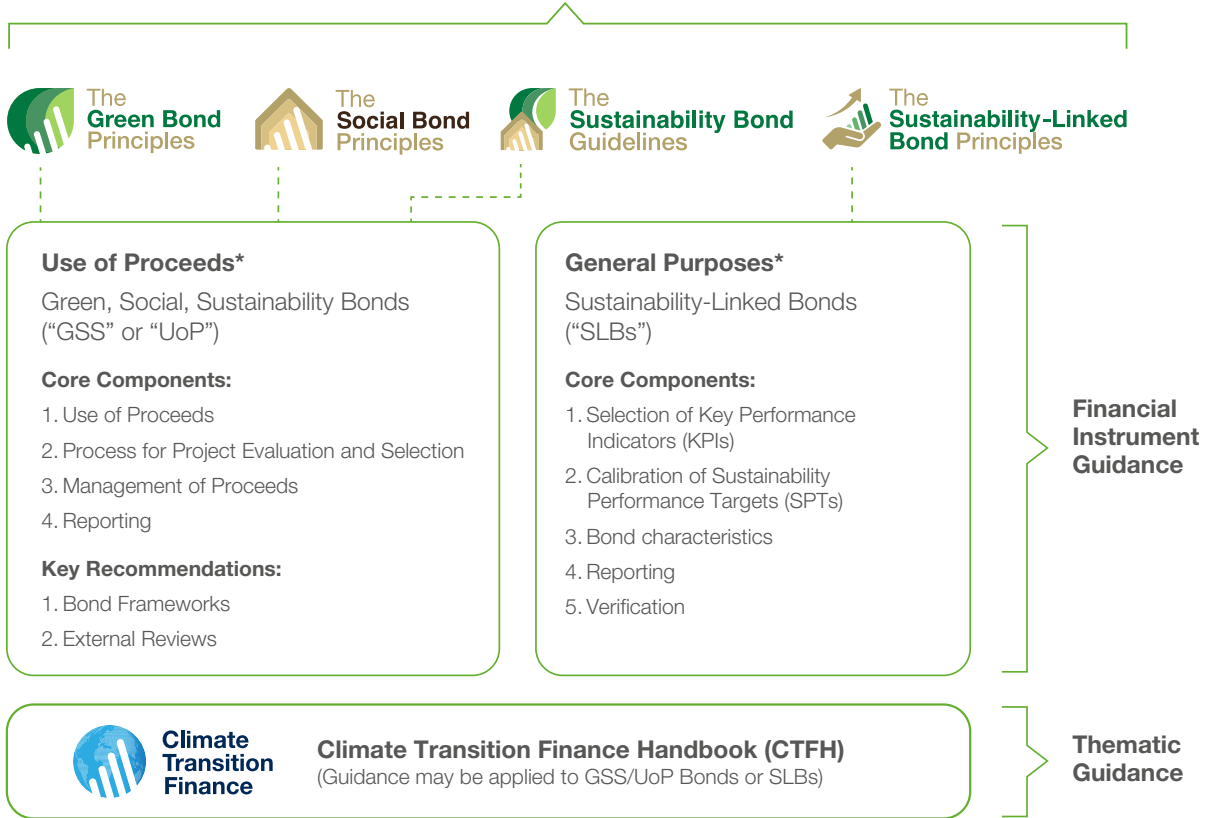 The
Green Bond
Principles
The
Social Bond
Principles
The
Sustainability Bond
Guidelines
The
Sustainability-Linked
Bond Principles
Use of Proceeds*
Green, Social, Sustainability Bonds
(“GSS” or “UoP”)
Core Components:
1. Use of Proceeds
2. Process for Project Evaluation and Selection
3. Management of Proceeds
4. Reporting
Key Recommendations:
1. Bond Frameworks
2. External Reviews
General Purposes*
Sustainability-Linked Bonds
(“SLBs”)
Core Components:
1. Selection of Key Performance
Indicators (KPIs)
2. Calibration of Sustainability
Performance Targets (SPTs)
3. Bond characteristics
4. Reporting
5. Verification
Financial
Instrument
Guidance
Climate
Transition
Finance
Climate Transition Finance Handbook (CTFH)
(Guidance may be applied to GSS/UoP Bonds or SLBs)
Thematic
Guidance